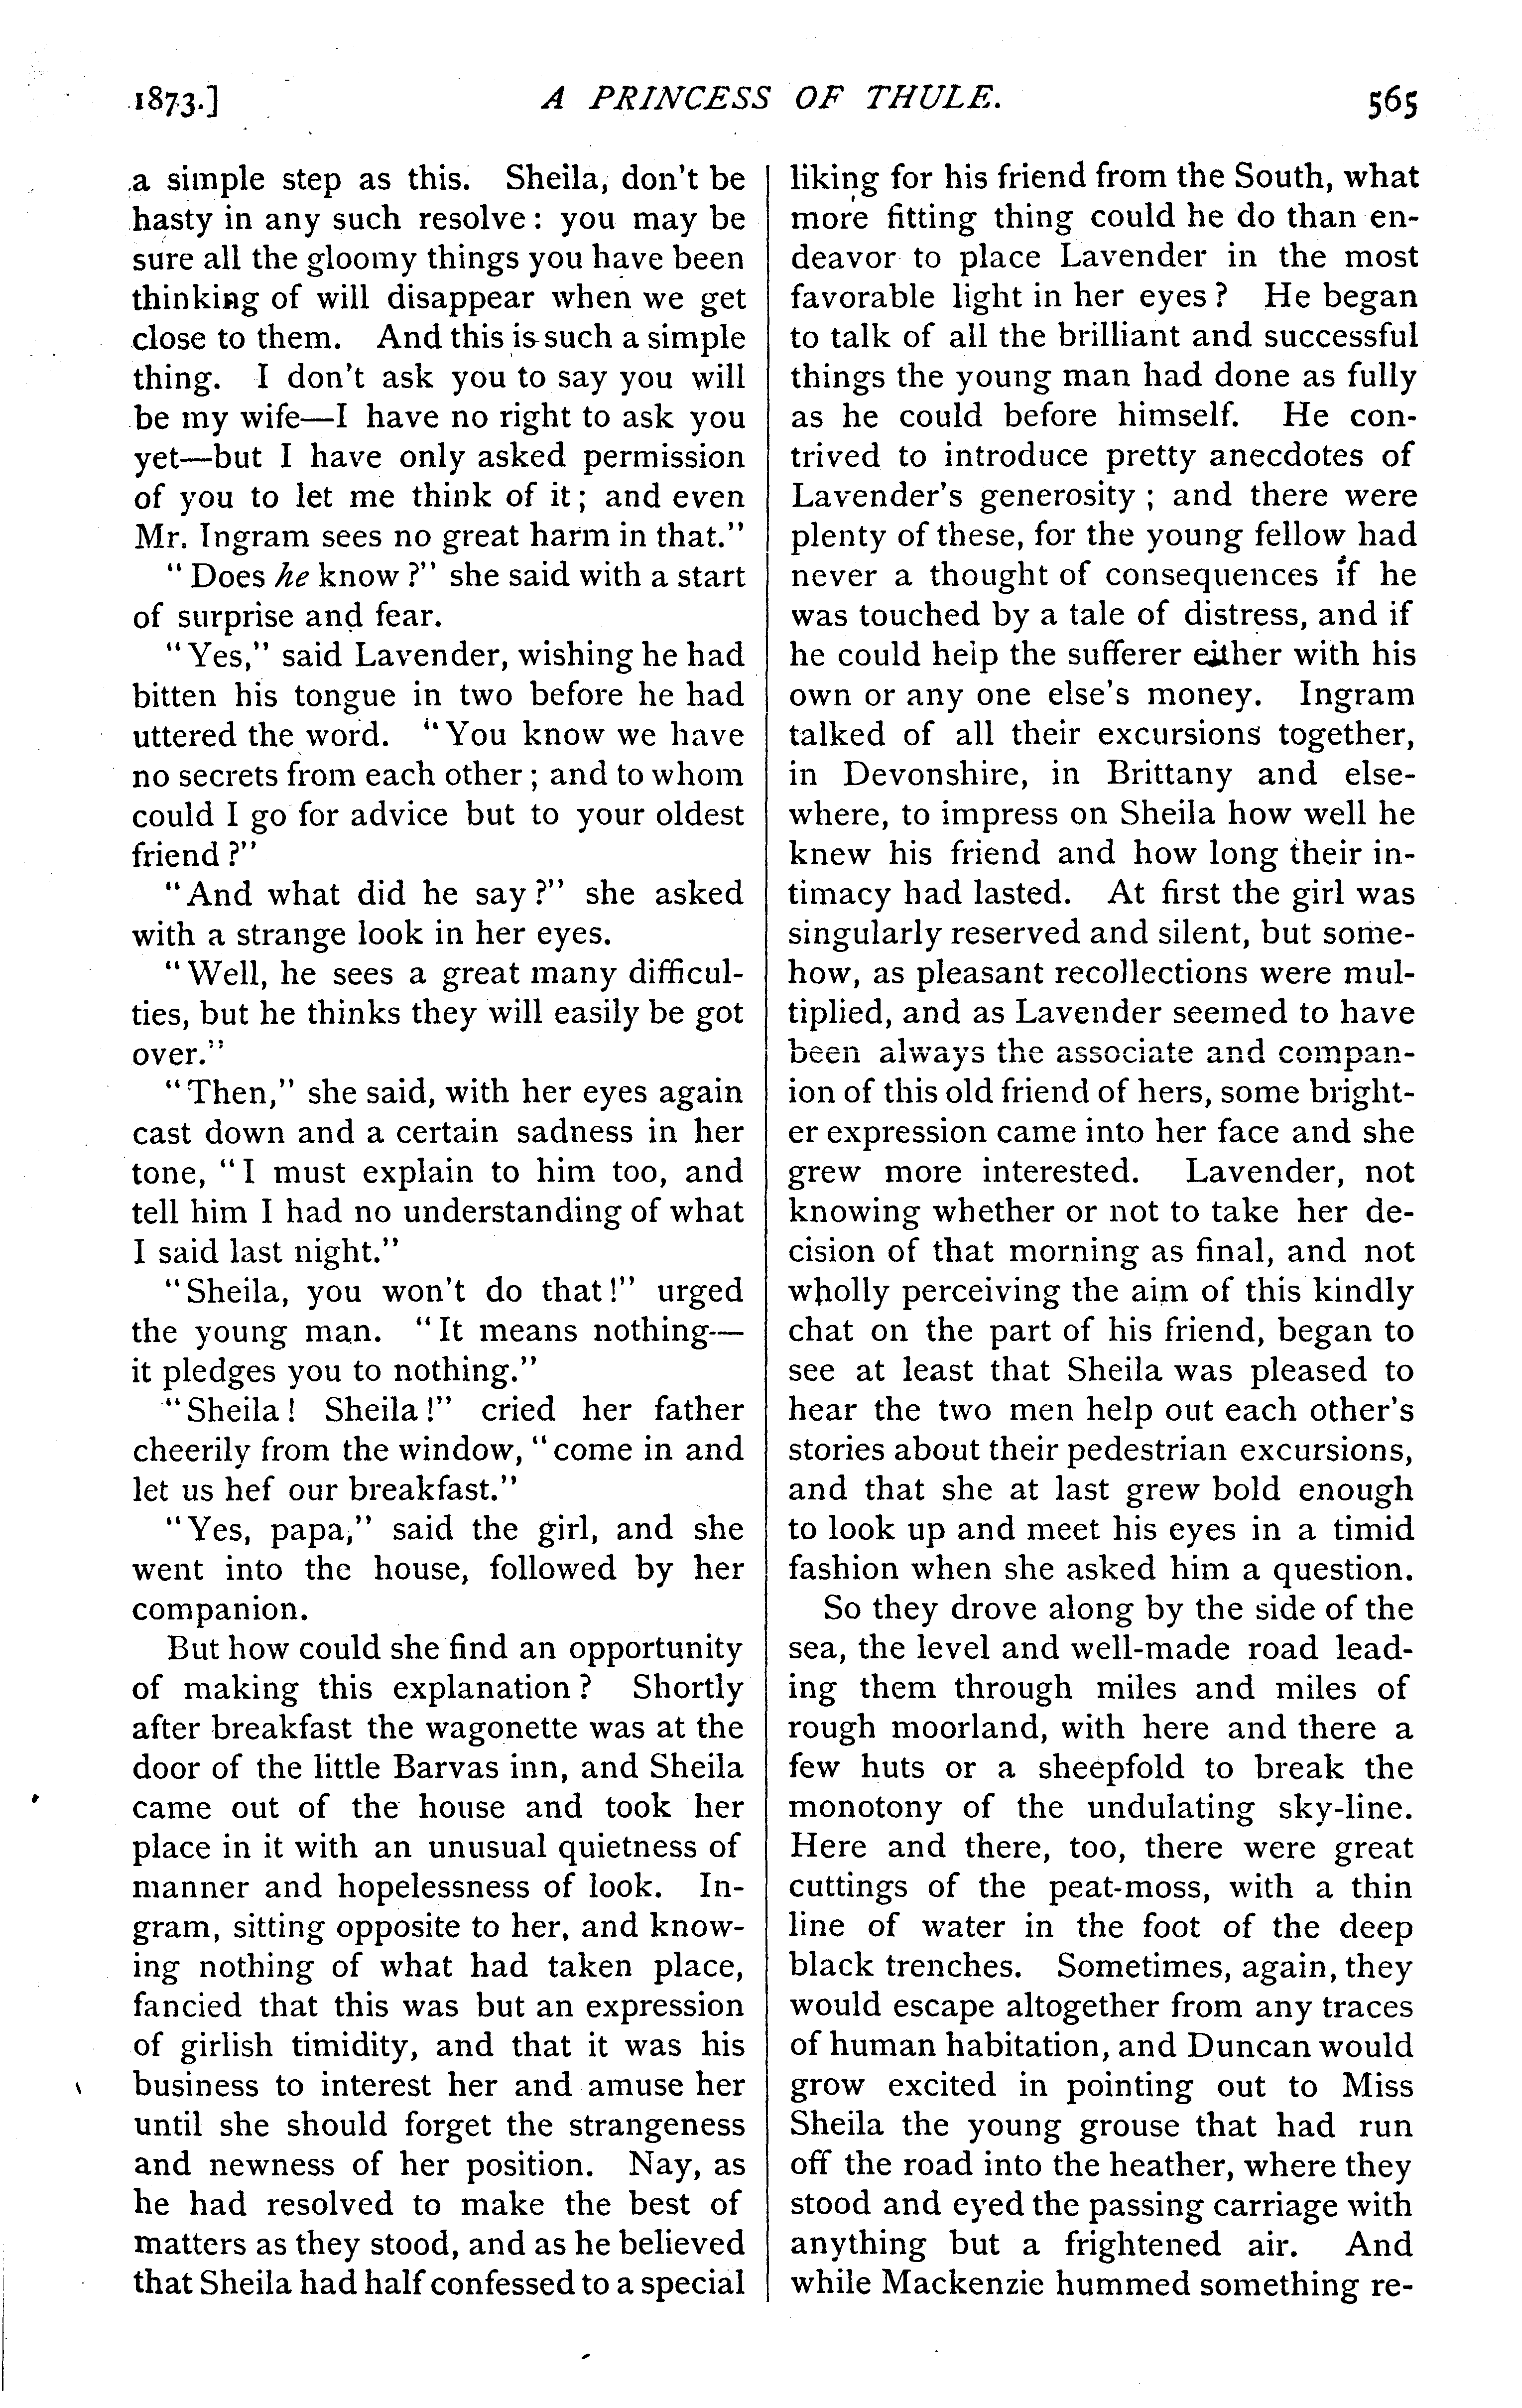 1873.] A PRINCESS OF THULE. 565
a simple step as this. Sheila, don't be
hasty in any such resolve: you may be
sure all the gloomy things you have been
thinking of will disappear when we get
close to them. And this is such a simple
thing. I don't ask you to say you will
be my wife—I have no right to ask you
yet—but I have only asked permission
of you to let me think of it; and even
Mr. Ingram sees no great harm in that."
"Does he know?" she said with a start
of surprise and fear.
"Yes," said Lavender, wishing he had
bitten his tongue in two before he had
uttered the word. "You know we have
no secrets from each other; and to whom
could I go for advice but to your oldest
friend?"
"And what did he say?" she asked
with a strange look in her eyes.
"Well, he sees a great many difficul-
ties, but he thinks they will easily be got
over."
"Then," she said, with her eyes again
cast down and a certain sadness in her
tone, "I must explain to him too, and
tell him I had no understanding of what
I said last night."
"Sheila, you won't do that!" urged
the young man. "It means nothing—
it pledges you to nothing."
"Sheila! Sheila!" cried her father
cheerily from the window, "come in and
let us hef our breakfast."
"Yes, papa," said the girl, and she
went into the house, followed by her
companion.
But how could she find an opportunity
of making this explanation? Shortly
after breakfast the wagonette was at the
door of the little Barvas inn, and Sheila
came out of the house and took her
place in it with an unusual quietness of
manner and hopelessness of look. In-
gram, sitting opposite to her, and know-
ing nothing of what had taken place,
fancied that this was but an expression
of girlish timidity, and that it was his
business to interest her and amuse her
until she should forget the strangeness
and newness of her position. Nay, as
he had resolved to make the best of
matters as they stood, and as he believed
that Sheila had half confessed to a special
liking for his friend from the South, what
more fitting thing could he do than en-
deavor to place Lavender in the most
favorable light in her eyes? He began
to talk of all the brilliant and successful
things the young man had done as fully
as he could before himself. He con-
trived to introduce pretty anecdotes of
Lavender's generosity; and there were
plenty of these, for the young fellow had
never a thought of consequences if he
was touched by a tale of distress, and if
he could help the sufferer either with his
own or any one else's money. Ingram
talked of all their excursions together,
in Devonshire, in Brittany and else-
where, to impress on Sheila how well he
knew his friend and how long their in-
timacy had lasted. At first the girl was
singularly reserved and silent, but some-
how, as pleasant recollections were mul-
tiplied, and as Lavender seemed to have
been always the associate and compan-
ion of this old friend of hers, some bright-
er expression came into her face and she
grew more interested. Lavender, not
knowing whether or not to take her de-
cision of that morning as final, and not
wholly perceiving the aim of this kindly
chat on the part of his friend, began to
see at least that Sheila was pleased to
hear the two men help out each other's
stories about their pedestrian excursions,
and that she at last grew bold enough
to look up and meet his eyes in a timid
fashion when she asked him a question.
So they drove along by the side of the
sea, the level and well-made road lead-
ing them through miles and miles of
rough moorland, with here and there a
few huts or a sheepfold to break the
monotony of the undulating sky-line.
Here and there, too, there were great
cuttings of the peat-moss, with a thin
line of water in the foot of the deep
black trenches. Sometimes, again, they
would escape altogether from any traces
of human habitation, and Duncan would
grow excited in pointing out to Miss
Sheila the young grouse that had run
off the road into the heather, where they
stood and eyed the passing carriage with
anything but a frightened air. And
while Mackenzie hummed something re-